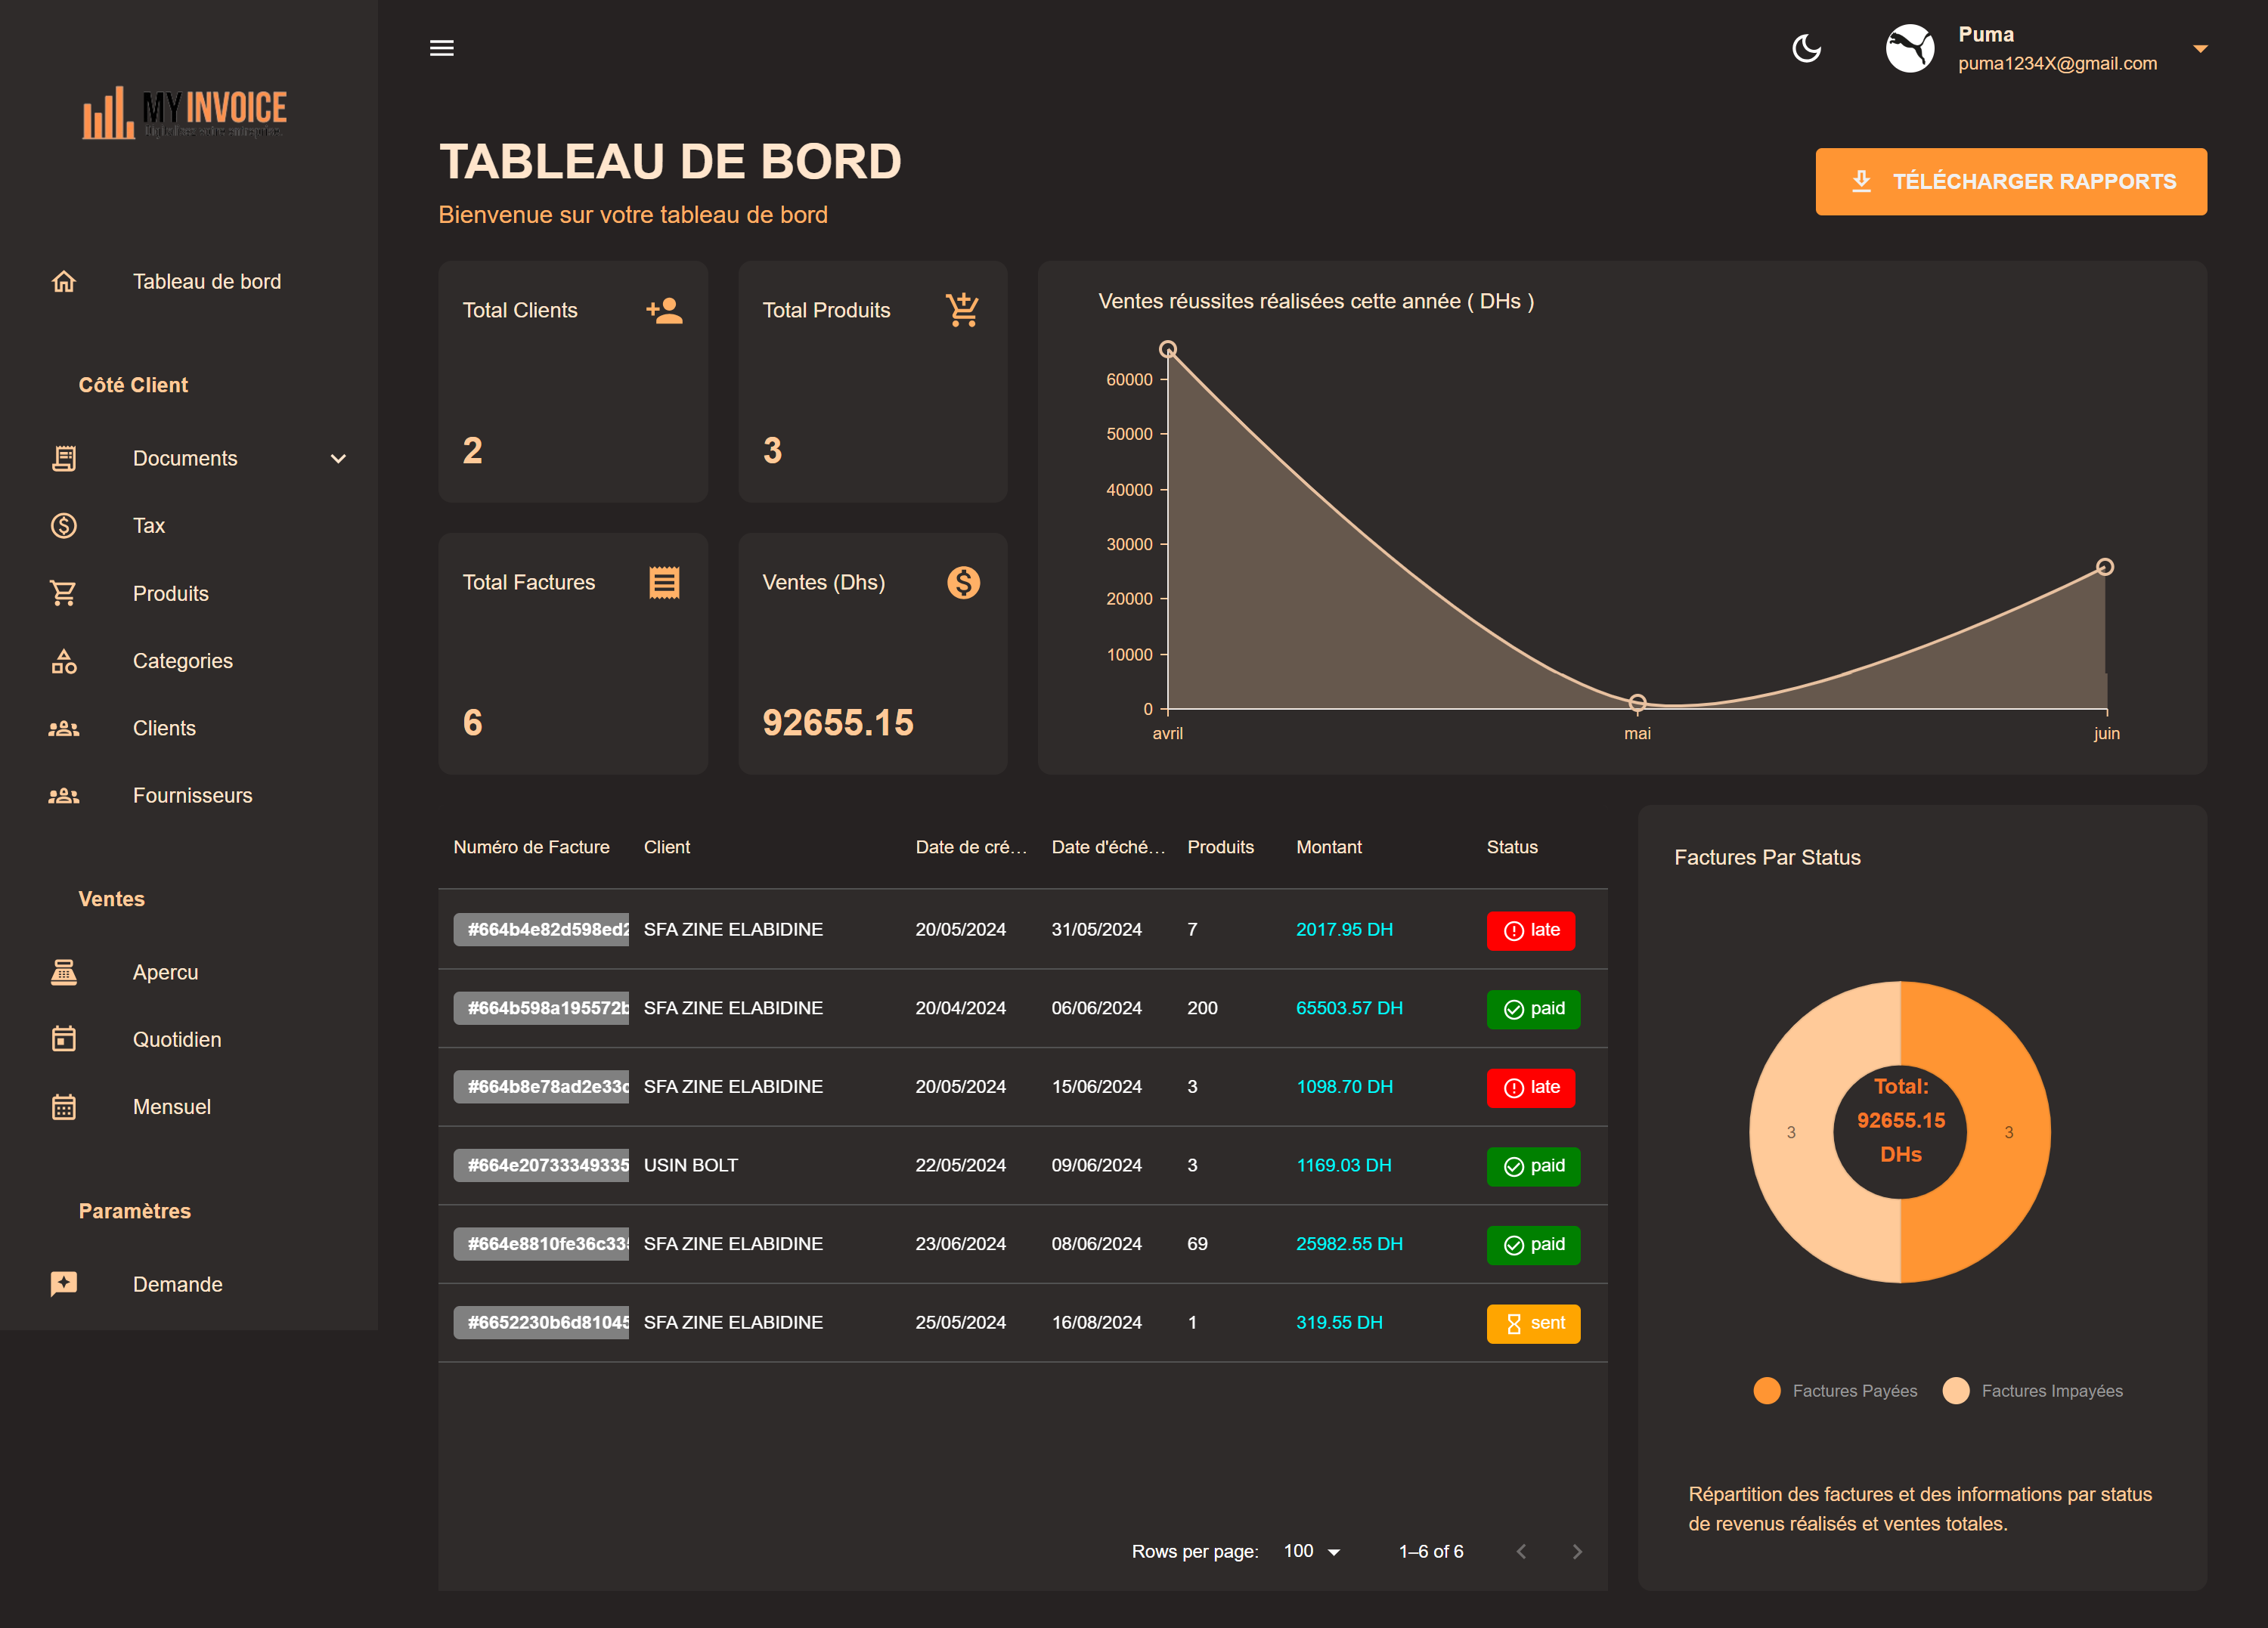 MY INVOICE
Digitalisez votre entreprise.
Puma
puma1234X@gmail.com
TABLEAU DE BORD
Bienvenue sur votre tableau de bord
TÉLÉCHARGER RAPPORTS
Tableau de bord
Côté Client
Documents
Tax
Produits
Categories
Clients
Fournisseurs
Ventes
Apercu
Quotidien
Mensuel
Paramètres
Demande
Total Clients
2
Total Produits
3
Total Factures
6
Ventes (Dhs)
92655.15
Ventes réussites réalisées cette année ( DHs )
60000
50000
40000
30000
20000
10000
0
avril mai juin
Numéro de Facture Client Date de cré… Date d'éché… Produits Montant Status
#664b4e82d598ed2 SFA ZINE ELABIDINE 20/05/2024 31/05/2024 7 2017.95 DH late
#664b598a195572b SFA ZINE ELABIDINE 20/04/2024 06/06/2024 200 65503.57 DH paid
#664b8e78ad2e33c SFA ZINE ELABIDINE 20/05/2024 15/06/2024 3 1098.70 DH late
#664e20733349335 USIN BOLT 22/05/2024 09/06/2024 3 1169.03 DH paid
#664e8810fe36c335 SFA ZINE ELABIDINE 23/06/2024 08/06/2024 69 25982.55 DH paid
#6652230b6d81045 SFA ZINE ELABIDINE 25/05/2024 16/08/2024 1 319.55 DH sent
Rows per page: 100 1–6 of 6
Factures Par Status
3
Total:
92655.15
DHs
3
Factures Payées Factures Impayées
Répartition des factures et des informations par status
de revenus réalisés et ventes totales.